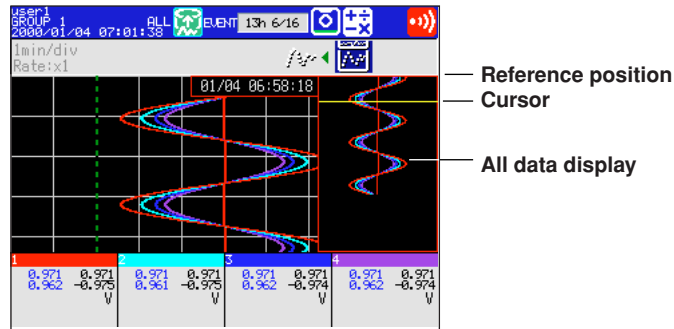 user1
GROUP 1 ALL EVENT 13h 6/16
2000/01/04 07:01:38
1min/div
Rate:x1
01/04 06:58:18
Reference position
Cursor
All data display
1 2 3 4
0.971 0.971 0.971 0.971 0.971 0.971 0.971 0.971
0.962 -0.975 0.961 -0.975 0.962 -0.974 0.962 -0.974
V V V V